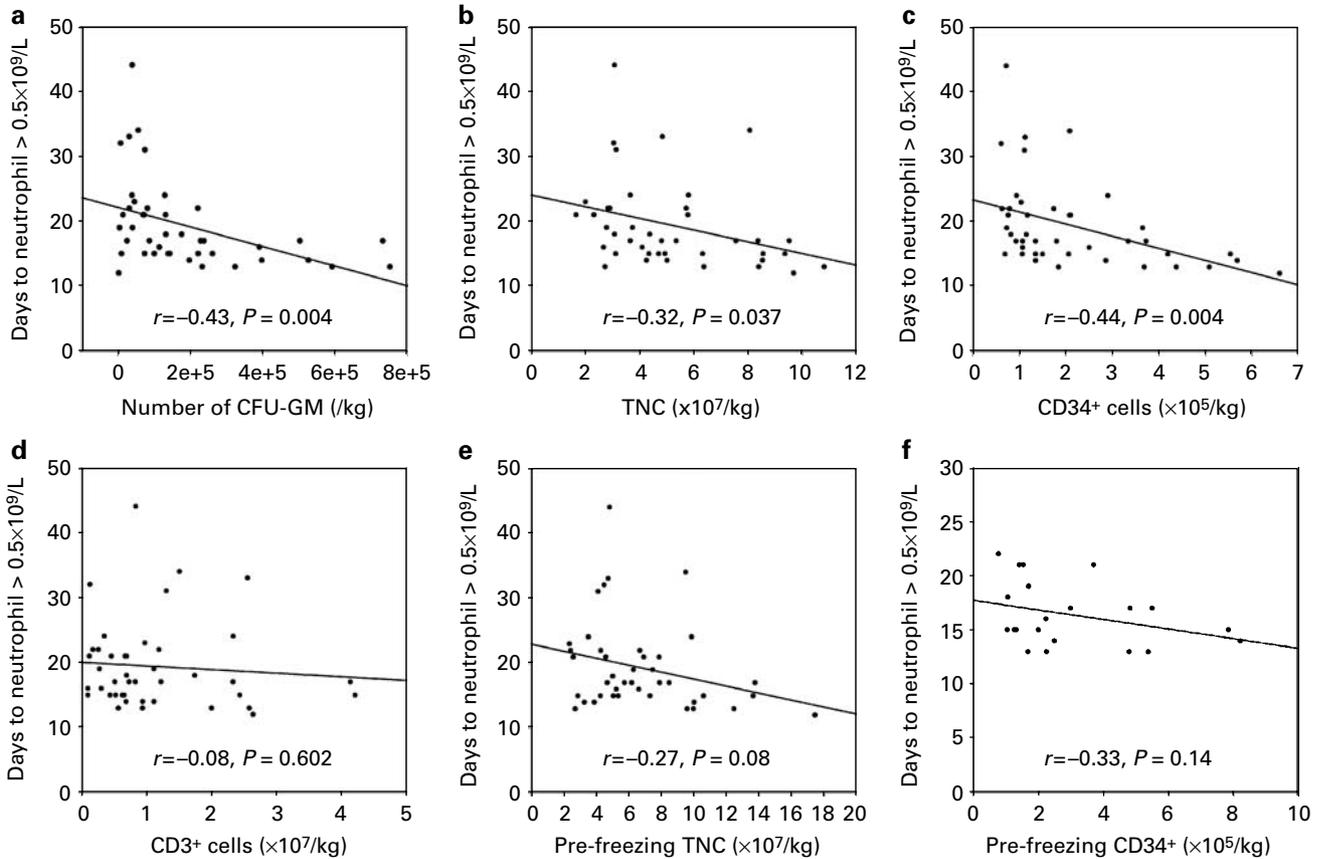 a
50
40
30
20
10
0
Days to neutrophil > 0.5×10⁹/L
r=–0.43, P = 0.004
0 2e+5 4e+5 6e+5 8e+5
Number of CFU-GM (/kg)
b
50
40
30
20
10
0
Days to neutrophil > 0.5×10⁹/L
r=–0.32, P = 0.037
0 2 4 6 8 10 12
TNC (x10⁷/kg)
c
50
40
30
20
10
0
Days to neutrophil > 0.5×10⁹/L
r=–0.44, P = 0.004
0 1 2 3 4 5 6 7
CD34⁺ cells (×10⁵/kg)
d
50
40
30
20
10
0
Days to neutrophil > 0.5×10⁹/L
r=–0.08, P = 0.602
0 1 2 3 4 5
CD3⁺ cells (×10⁷/kg)
e
50
40
30
20
10
0
Days to neutrophil > 0.5×10⁹/L
r=–0.27, P = 0.08
0 2 4 6 8 10 12 14 16 18 20
Pre-freezing TNC (×10⁷/kg)
f
30
25
20
15
10
5
0
Days to neutrophil > 0.5×10⁹/L
r=–0.33, P = 0.14
0 2 4 6 8 10
Pre-freezing CD34⁺ (×10⁵/kg)